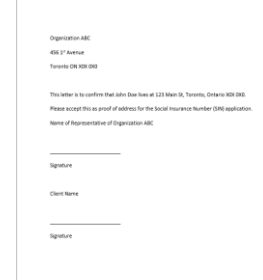 Organization ABC
456 1st Avenue
Toronto ON X0X 0X0
This letter is to confirm that John Doe lives at 123 Main St, Toronto, Ontario X0X 0X0.
Please accept this as proof of address for the Social Insurance Number (SIN) application.
Name of Representative of Organization ABC
Signature
Client Name
Signature